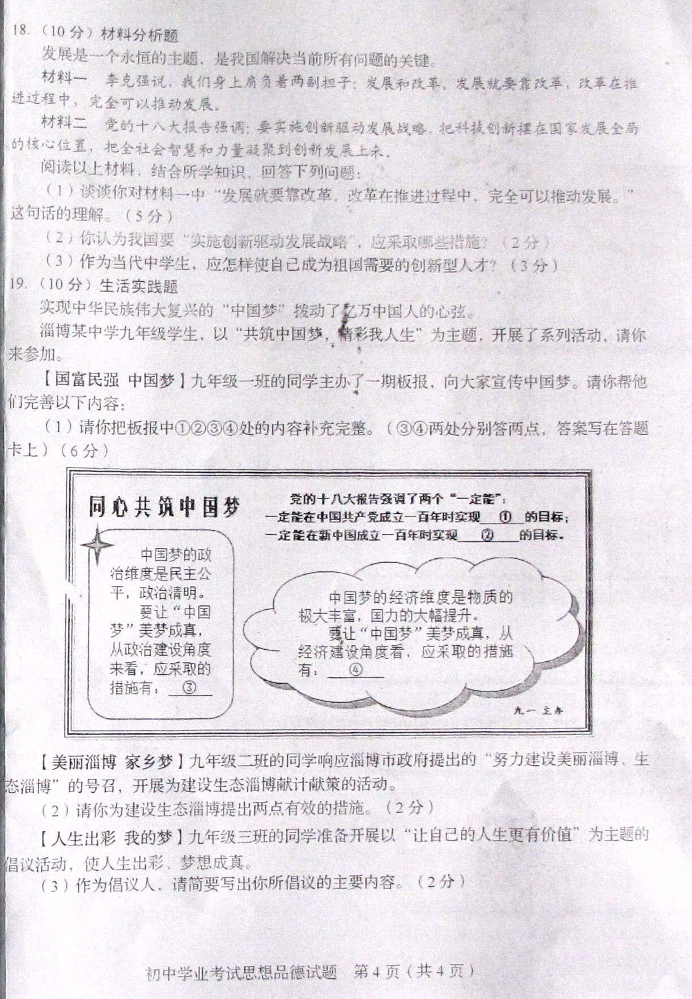 18.（10 分）材料分析题
发展是一个永恒的主题，是我国解决当前所有问题的关键。
材料一 李克强说，我们身上肩负着两副担子：发展和改革。发展就要靠改革，改革在推
进过程中，完全可以推动发展。
材料二 党的十八大报告强调：要实施创新驱动发展战略，把科技创新摆在国家发展全局
的核心位置，把全社会智慧和力量凝聚到创新发展上来。
阅读以上材料，结合所学知识，回答下列问题：
（1）谈谈你对材料一中“发展就要靠改革，改革在推进过程中，完全可以推动发展。”
这句话的理解。（5 分）
（2）你认为我国要“实施创新驱动发展战略”，应采取哪些措施？（2 分）
（3）作为当代中学生，应怎样使自己成为祖国需要的创新型人才？（3 分）
19.（10 分）生活实践题
实现中华民族伟大复兴的“中国梦”拨动了亿万中国人的心弦。
淄博某中学九年级学生，以“共筑中国梦，精彩我人生”为主题，开展了系列活动，请你
来参加。
【国富民强 中国梦】九年级一班的同学主办了一期板报，向大家宣传中国梦。请你帮他
们完善以下内容：
（1）请你把板报中①②③④处的内容补充完整。（③④两处分别答两点，答案写在答题
卡上）（6 分）
同心共筑中国梦
党的十八大报告强调了两个“一定能”：
一定能在中国共产党成立一百年时实现 ① 的目标；
一定能在新中国成立一百年时实现 ② 的目标。
中国梦的政
治维度是民主公
平，政治清明。
要让“中国
梦”美梦成真，
从政治建设角度
来看，应采取的
措施有： ③
中国梦的经济维度是物质的
极大丰富，国力的大幅提升。
要让“中国梦”美梦成真，从
经济建设角度看，应采取的措施
有： ④
九一 主办
【美丽淄博 家乡梦】九年级二班的同学响应淄博市政府提出的“努力建设美丽淄博、生
态淄博”的号召，开展为建设生态淄博献计献策的活动。
（2）请你为建设生态淄博提出两点有效的措施。（2 分）
【人生出彩 我的梦】九年级三班的同学准备开展以“让自己的人生更有价值”为主题的
倡议活动，使人生出彩、梦想成真。
（3）作为倡议人，请简要写出你所倡议的主要内容。（2 分）
初中学业考试思想品德试题 第 4 页（共 4 页）